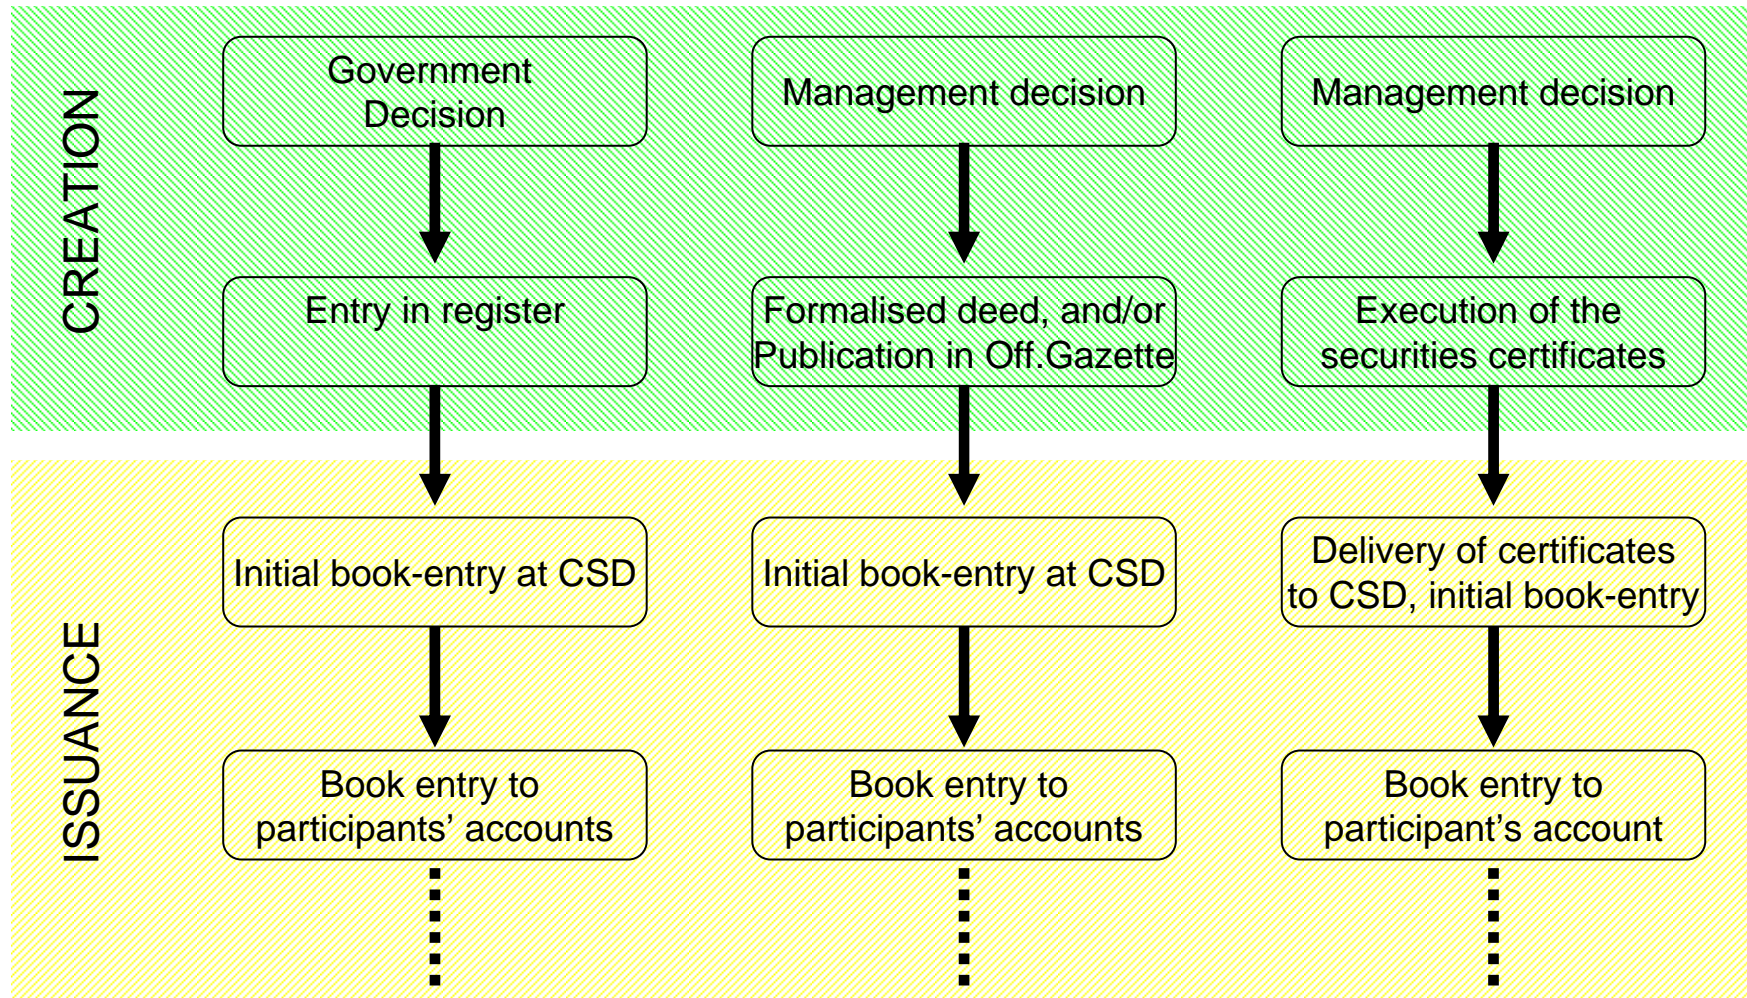 CREATION
Government
Decision
Management decision
Management decision
Entry in register
Formalised deed, and/or
Publication in Off.Gazette
Execution of the
securities certificates
ISSUANCE
Initial book-entry at CSD
Initial book-entry at CSD
Delivery of certificates
to CSD, initial book-entry
Book entry to
participants’ accounts
Book entry to
participants’ accounts
Book entry to
participant’s account